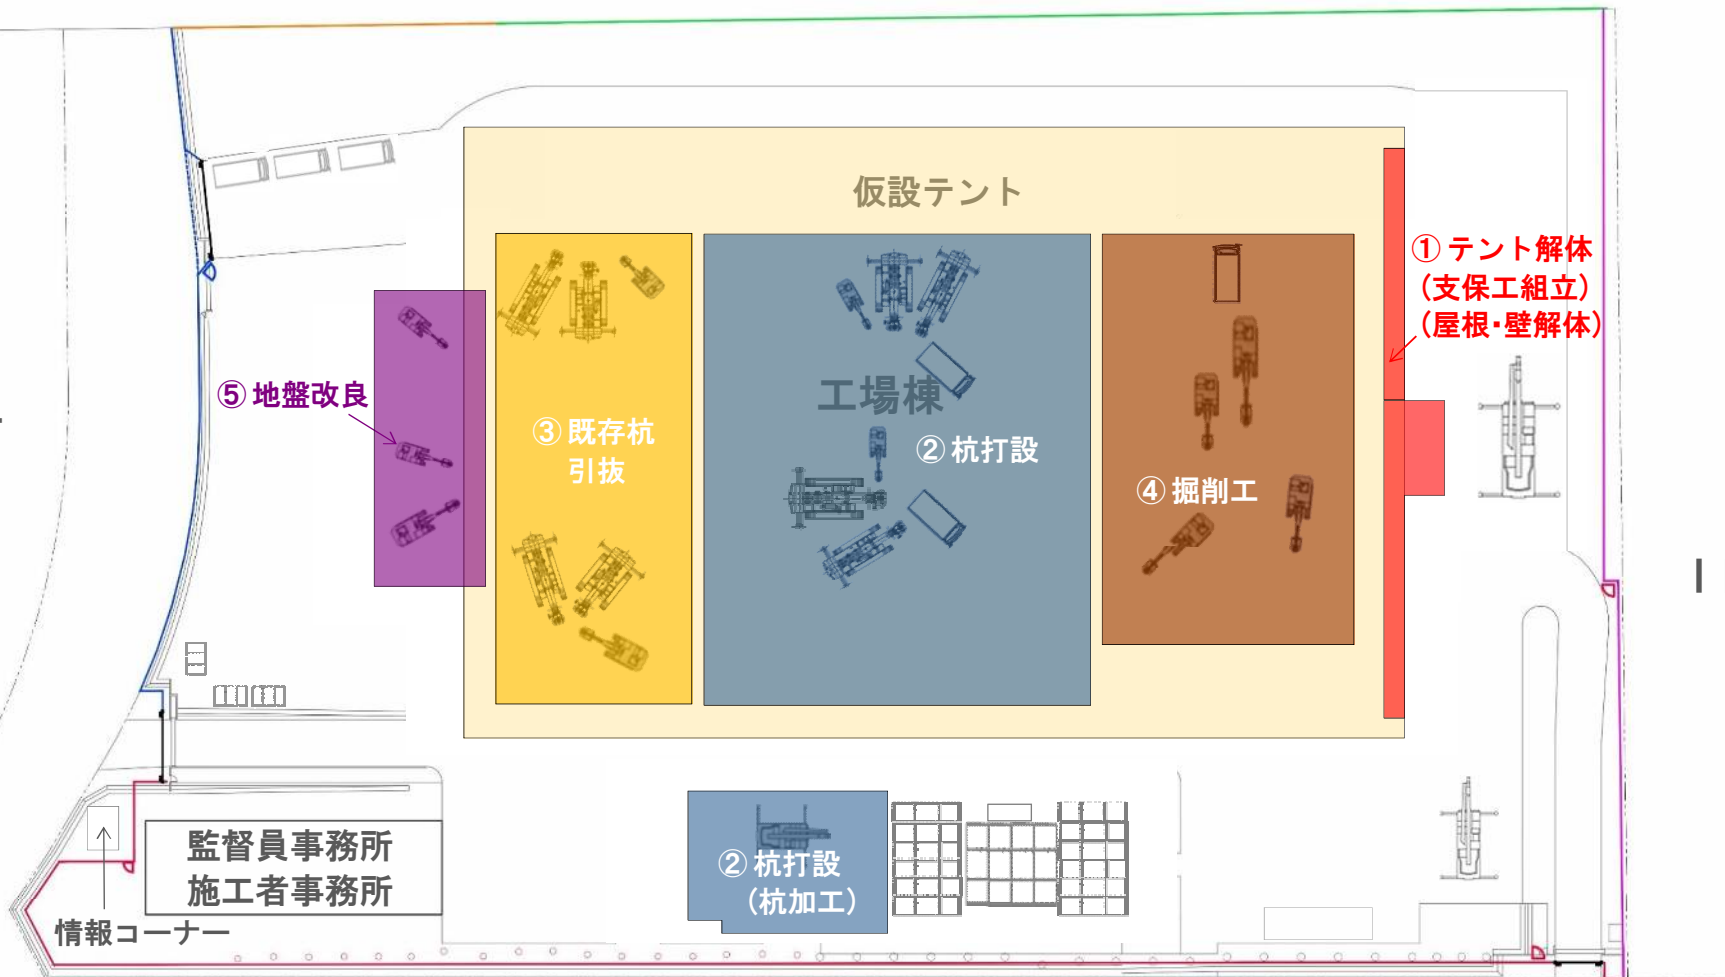 仮設テント
① テント解体
（支保工組立）
（屋根・壁解体）
⑤ 地盤改良
工場棟
③ 既存杭
引抜
② 杭打設
④ 掘削工
② 杭打設
（杭加工）
監督員事務所
施工者事務所
情報コーナー